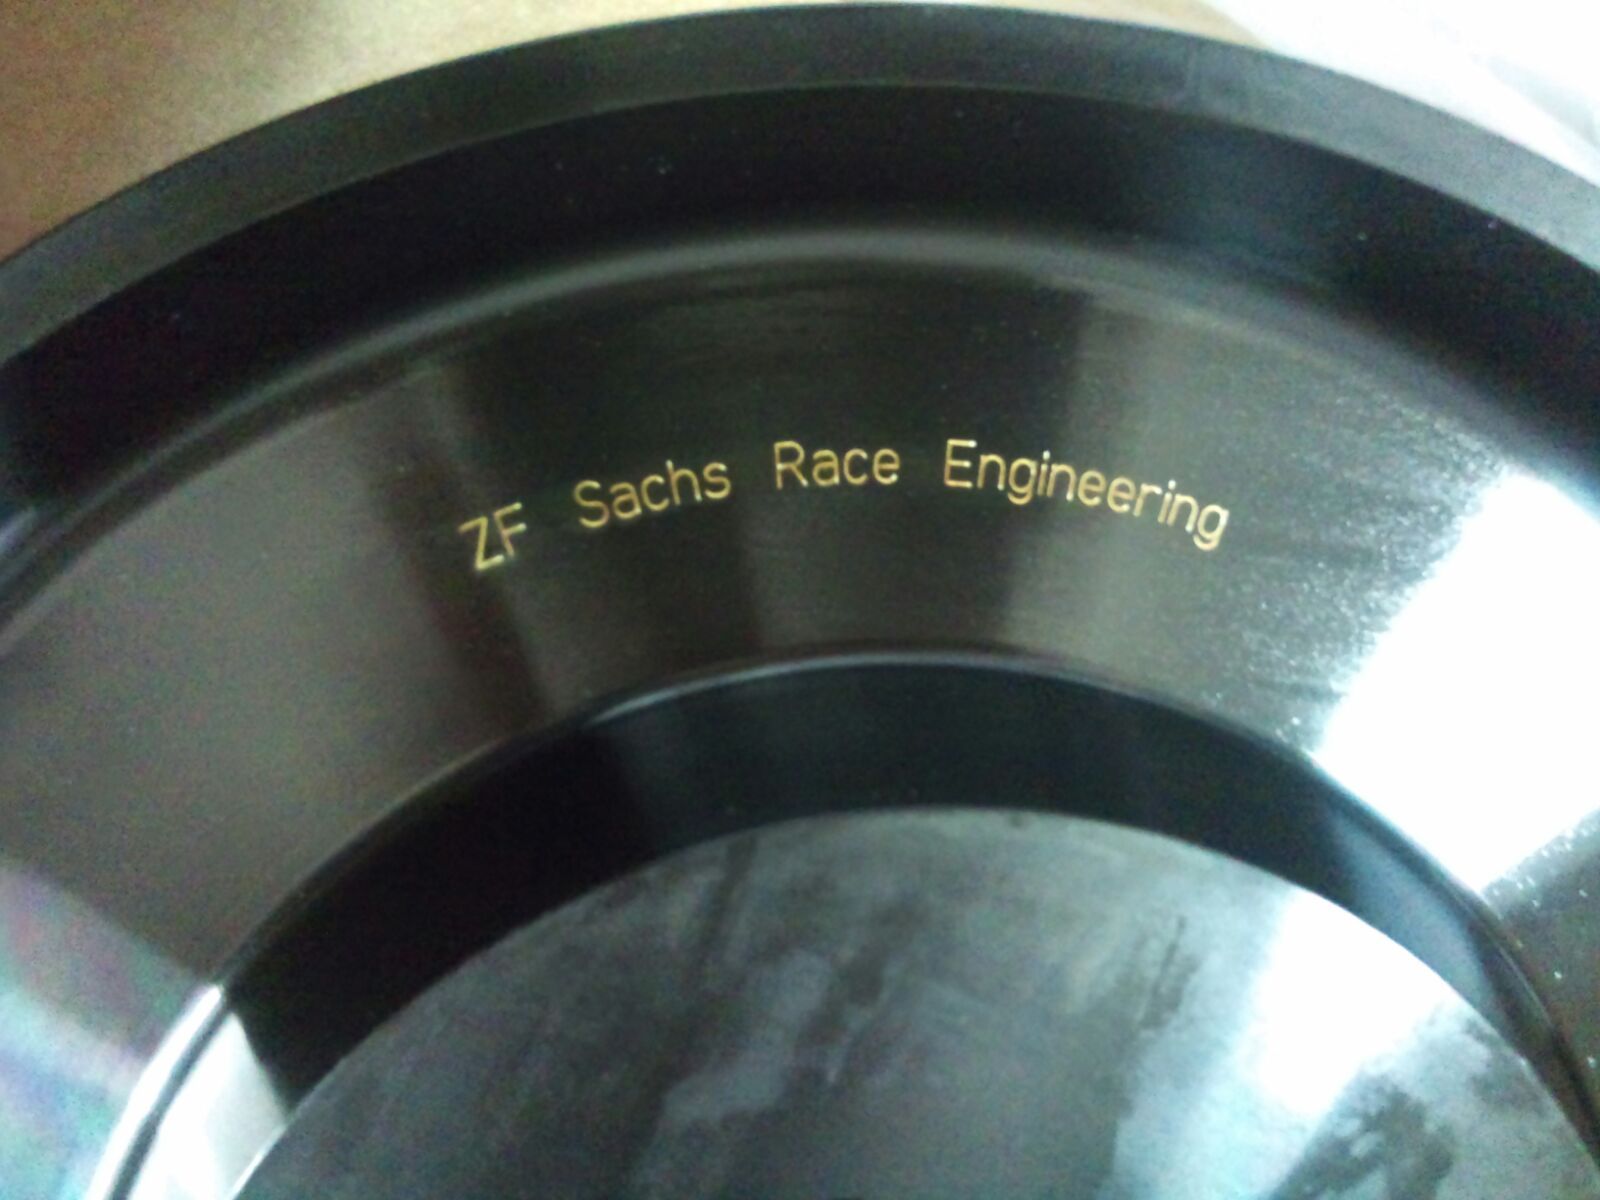 ZF Sachs Race Engineering